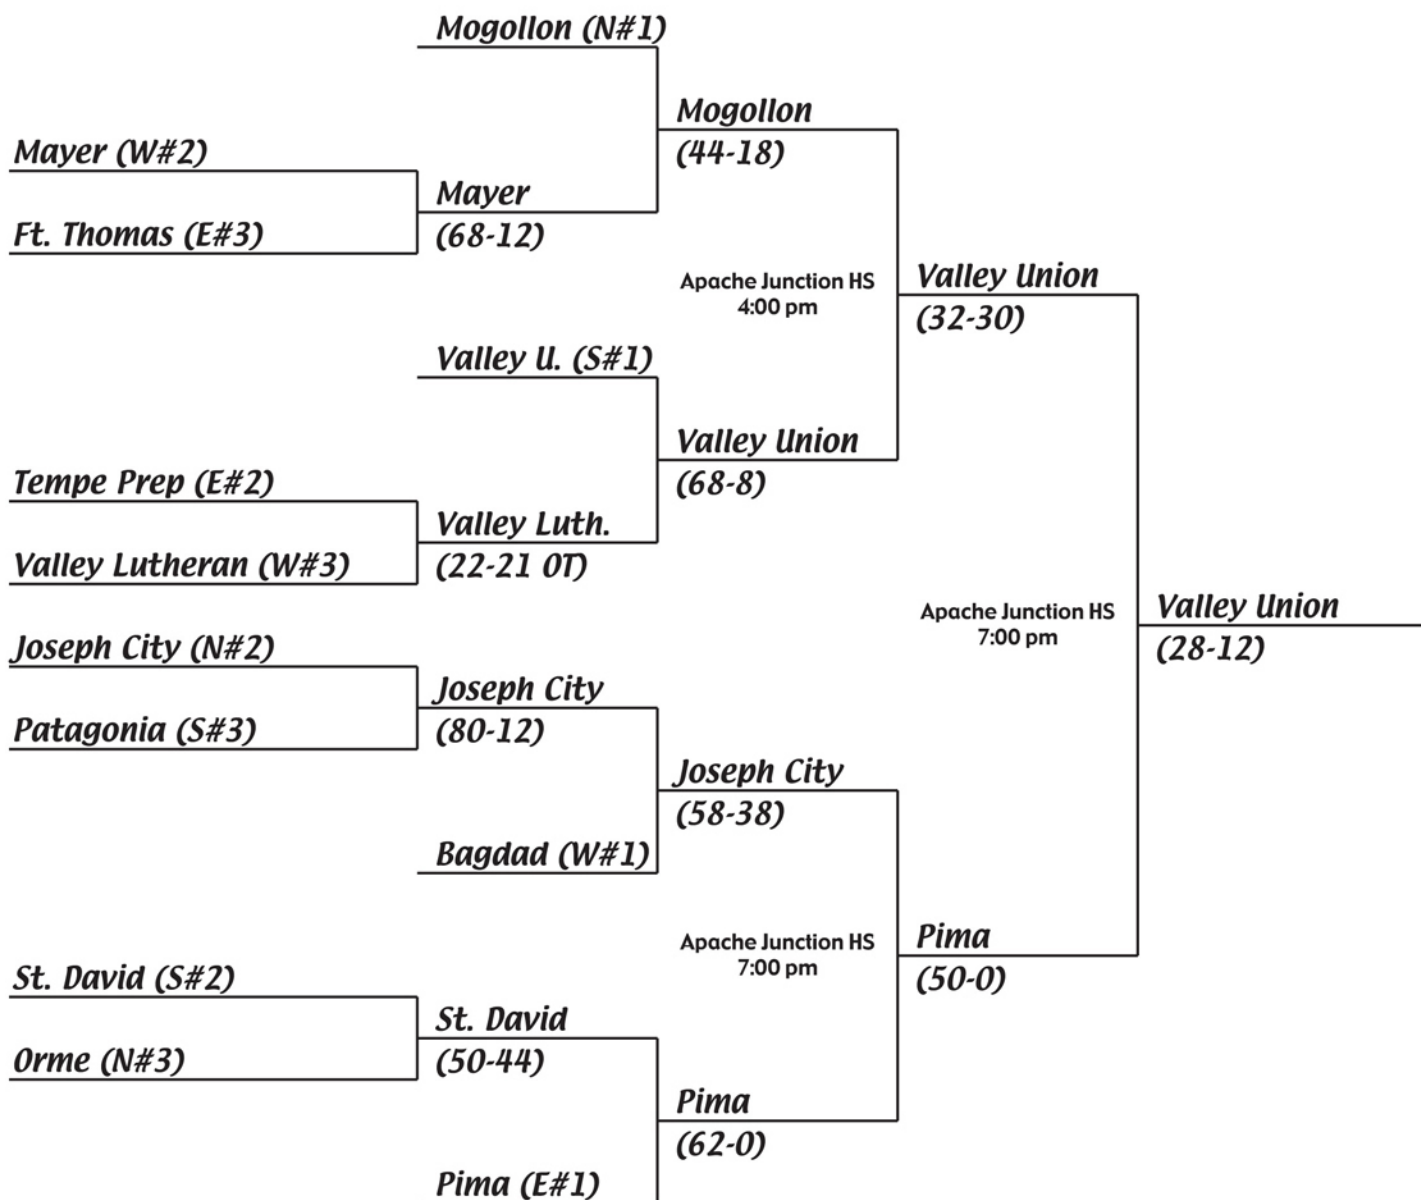 Mogollon (N#1)
Mogollon
(44-18)
Mayer (W#2)
Mayer
(68-12)
Ft. Thomas (E#3)
Apache Junction HS
4:00 pm
Valley Union
(32-30)
Valley U. (S#1)
Valley Union
(68-8)
Tempe Prep (E#2)
Valley Luth.
(22-21 OT)
Valley Lutheran (W#3)
Apache Junction HS
7:00 pm
Valley Union
(28-12)
Joseph City (N#2)
Joseph City
(80-12)
Patagonia (S#3)
Joseph City
(58-38)
Bagdad (W#1)
Apache Junction HS
7:00 pm
Pima
(50-0)
St. David (S#2)
St. David
(50-44)
Orme (N#3)
Pima
(62-0)
Pima (E#1)